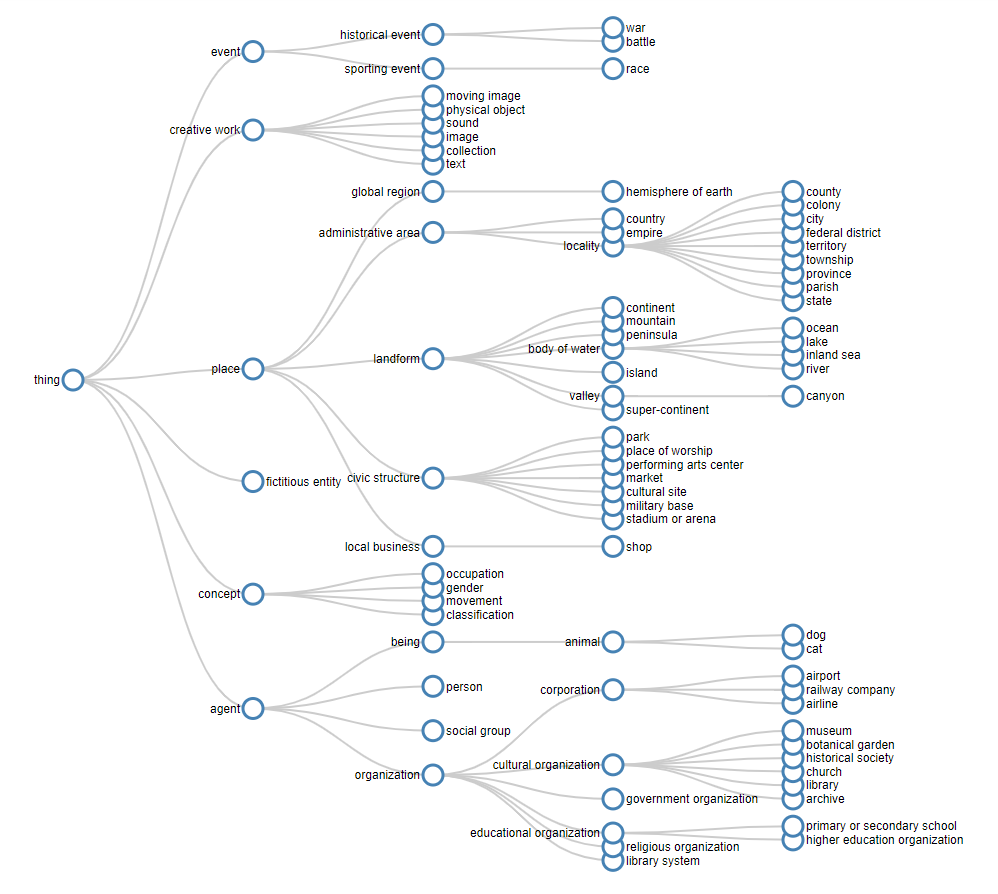 thing
event
historical event
war
battle
sporting event
race
creative work
moving image
physical object
sound
image
collection
text
place
global region
hemisphere of earth
administrative area
country
empire
locality
county
colony
city
federal district
territory
township
province
parish
state
landform
continent
mountain
peninsula
body of water
ocean
lake
inland sea
river
island
valley
canyon
super-continent
civic structure
park
place of worship
performing arts center
market
cultural site
military base
stadium or arena
local business
shop
fictitious entity
concept
occupation
gender
movement
classification
agent
being
animal
dog
cat
person
social group
organization
corporation
airport
railway company
airline
cultural organization
museum
botanical garden
historical society
church
library
archive
government organization
educational organization
primary or secondary school
higher education organization
religious organization
library system